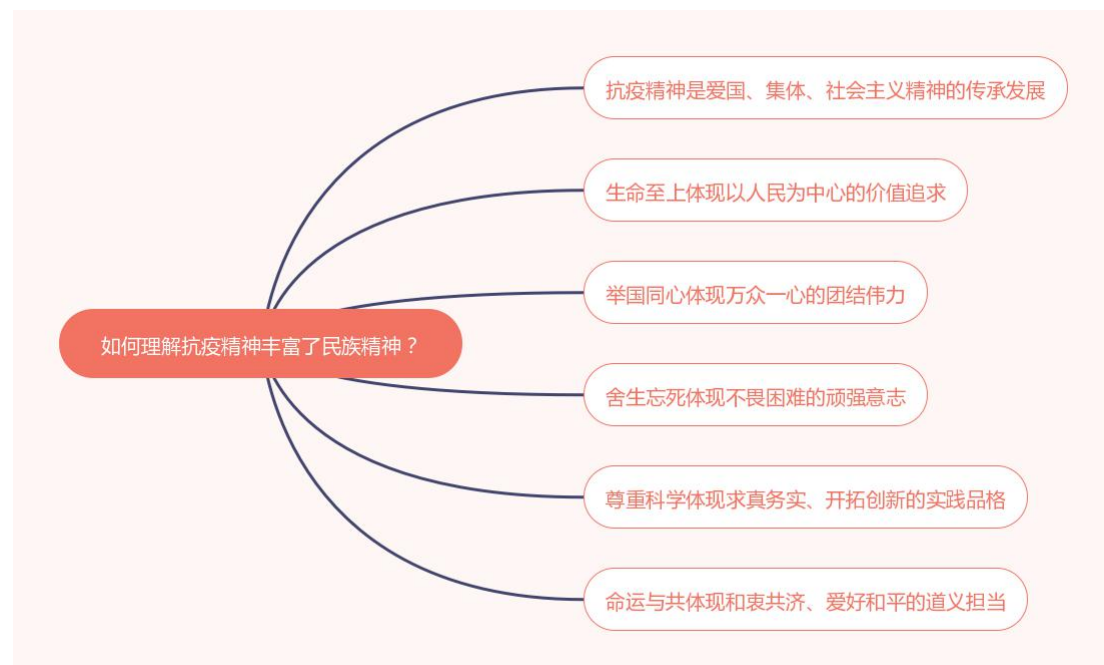 抗疫精神是爱国、集体、社会主义精神的传承发展
生命至上体现以人民为中心的价值追求
举国同心体现万众一心的团结伟力
如何理解抗疫精神丰富了民族精神？
舍生忘死体现不畏困难的顽强意志
尊重科学体现求真务实、开拓创新的实践品格
命运与共体现和衷共济、爱好和平的道义担当